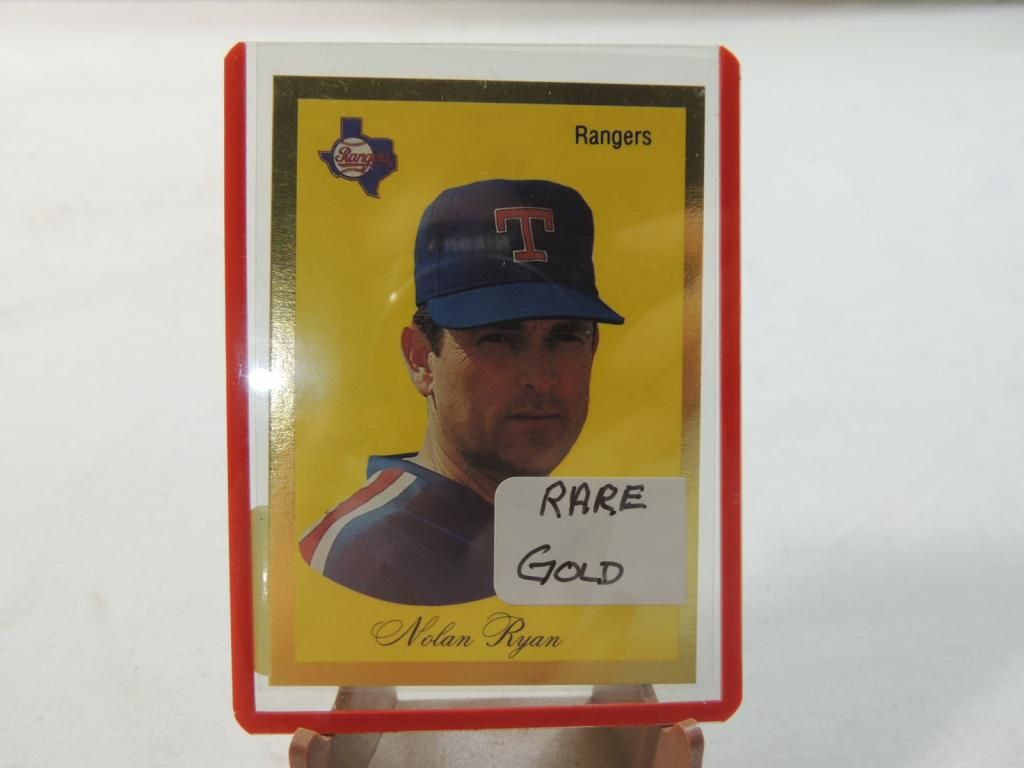 Rangers
Rangers
T
RARE
GOLD
Nolan Ryan